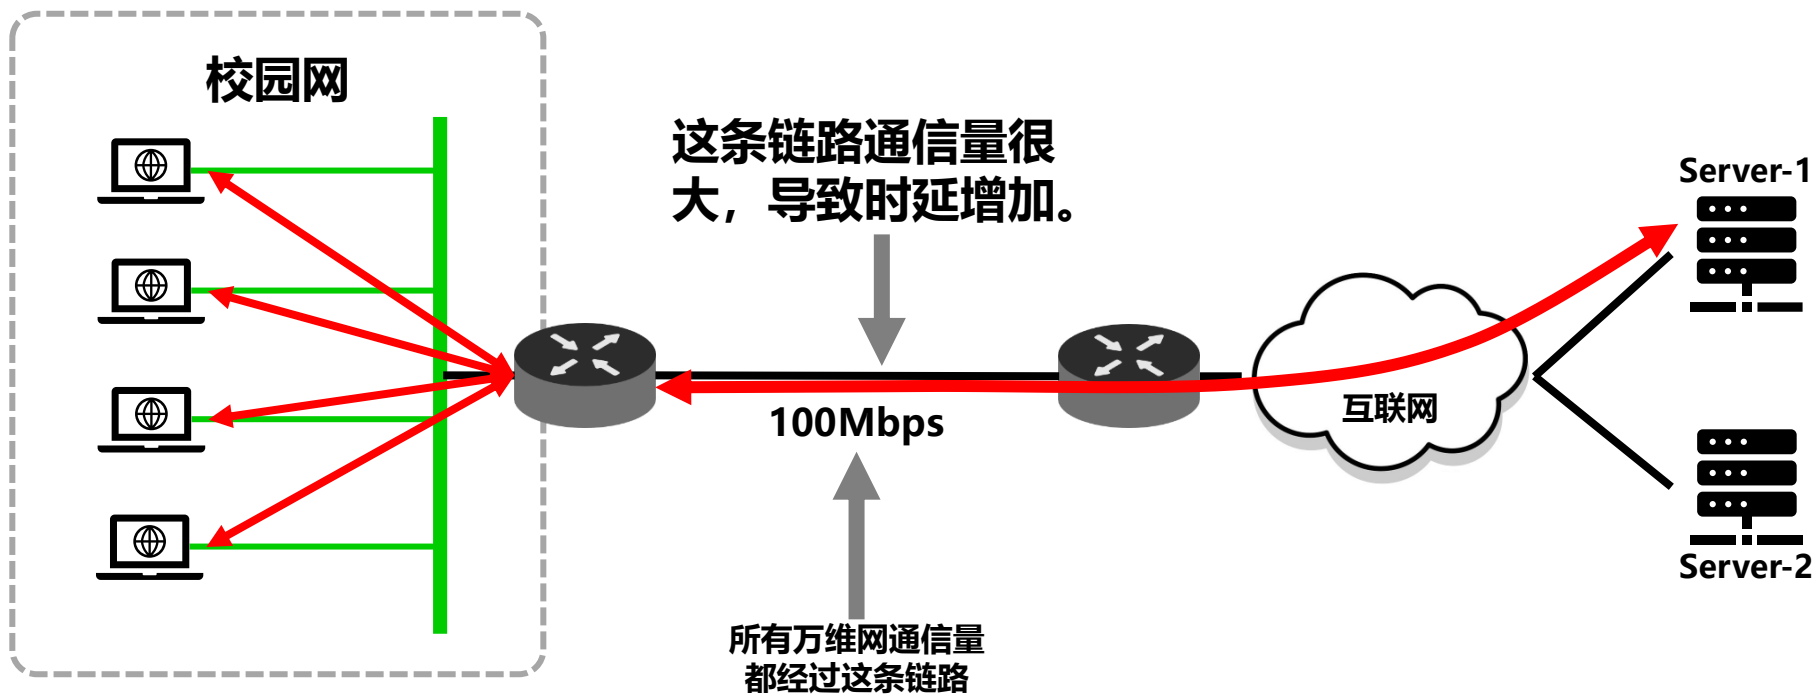 校园网
这条链路通信量很
大，导致时延增加。
Server-1
互联网
100Mbps
Server-2
所有万维网通信量
都经过这条链路